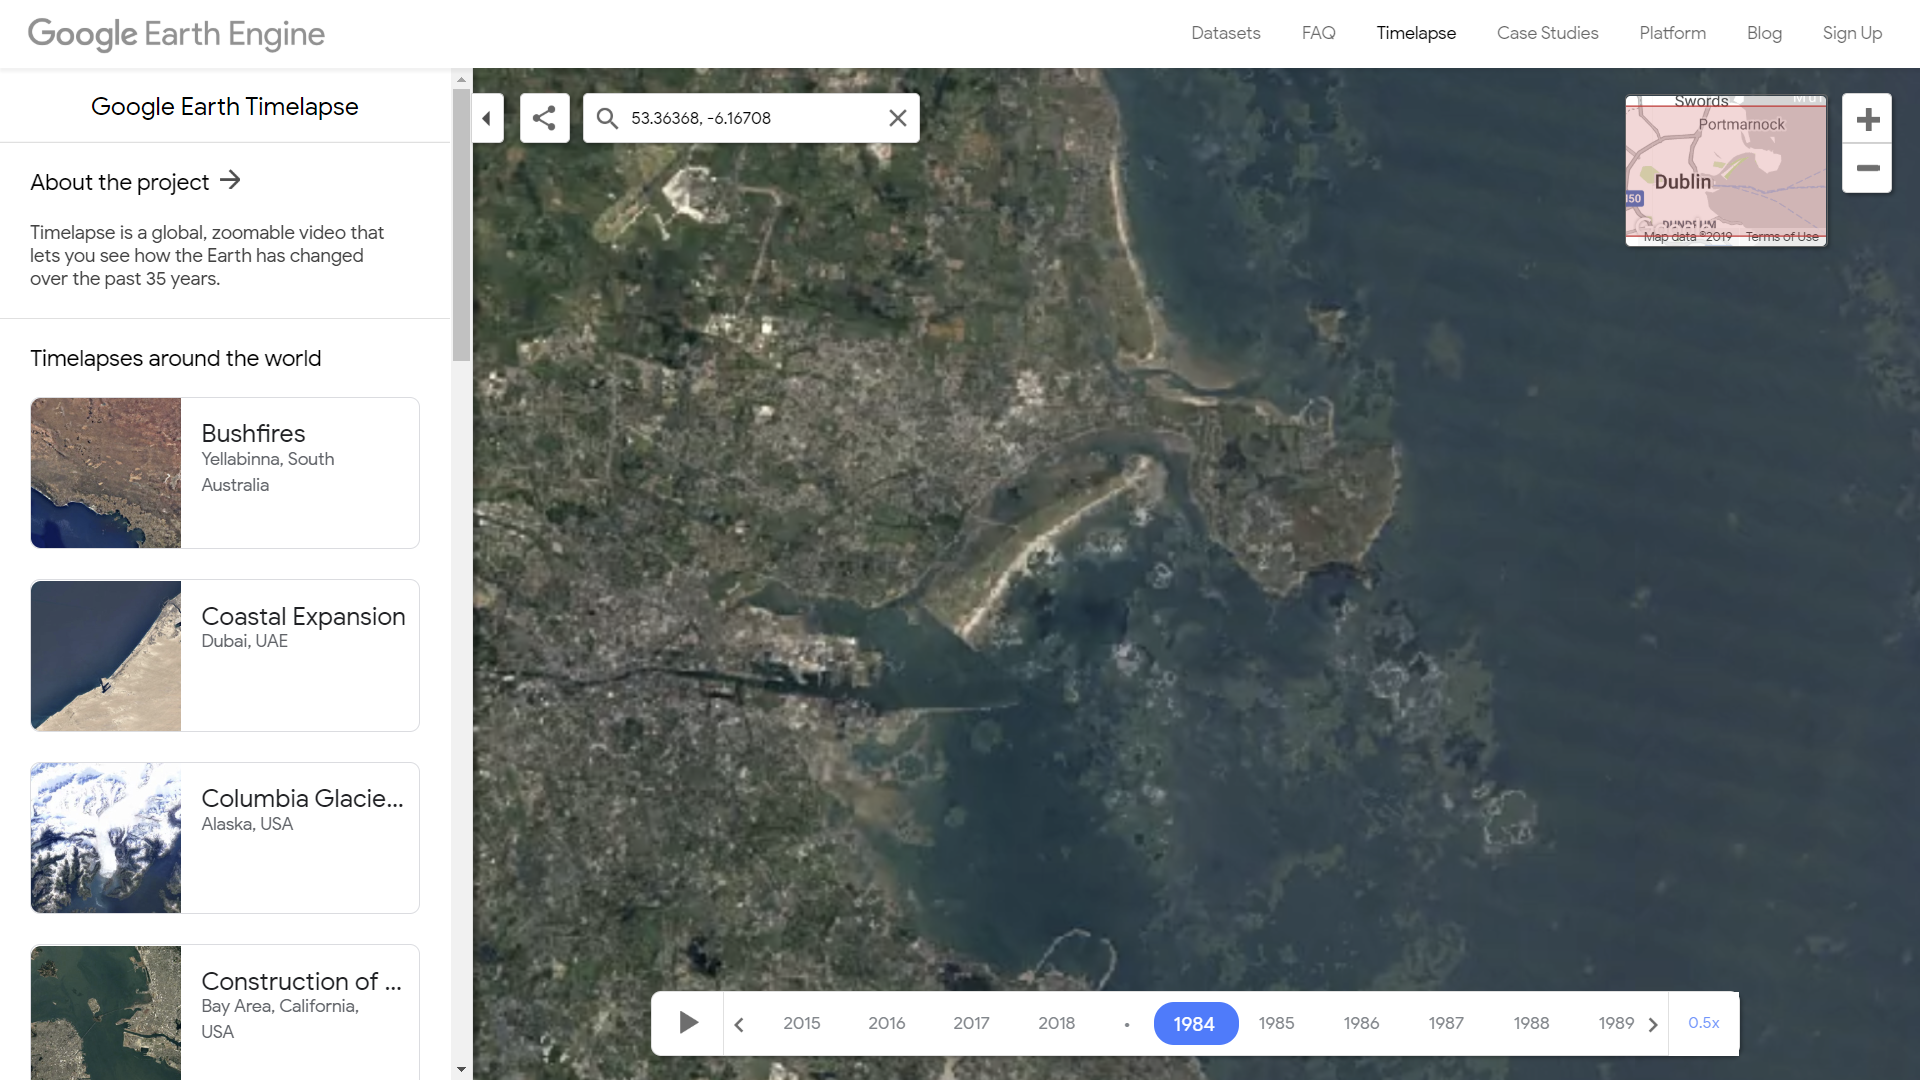 Google Earth Engine
Datasets
FAQ
Timelapse
Case Studies
Platform
Blog
Sign Up
Google Earth Timelapse
About the project
Timelapse is a global, zoomable video that
lets you see how the Earth has changed
over the past 35 years.
Timelapses around the world
Bushfires
Yellabinna, South
Australia
Coastal Expansion
Dubai, UAE
Columbia Glacie...
Alaska, USA
Construction of ...
Bay Area, California,
USA
53.36368, -6.16708
Swords
Portmarnock
Dublin
Map data ©2019
Terms of Use
2015
2016
2017
2018
1984
1985
1986
1987
1988
1989
0.5x